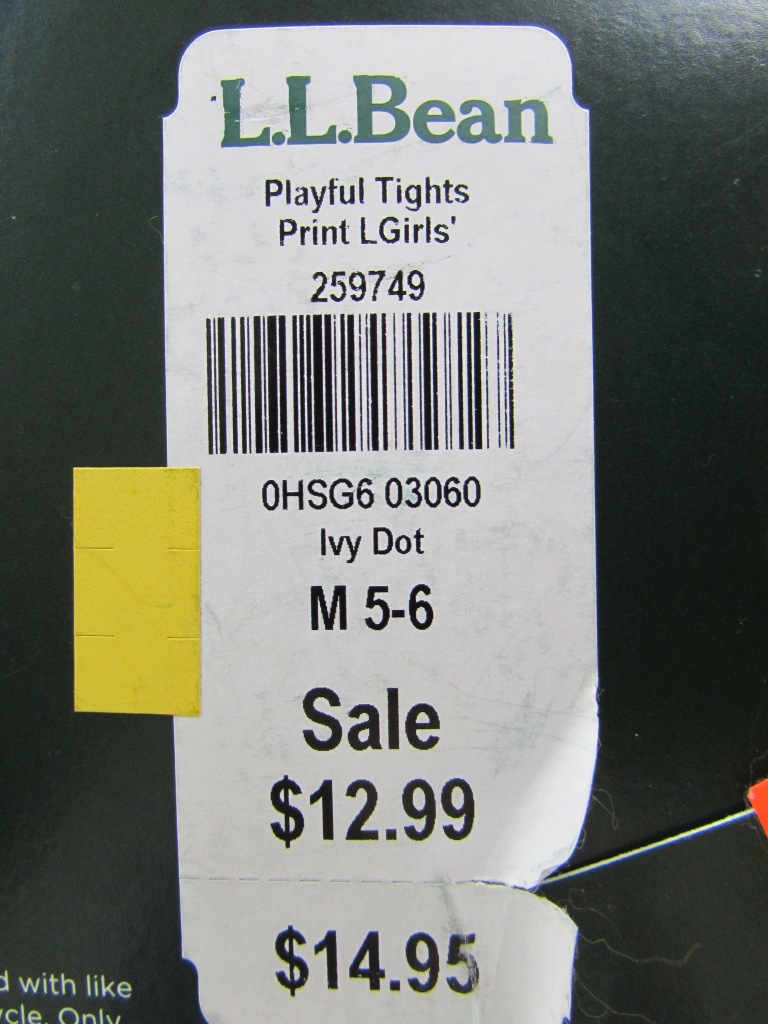 L.L.Bean
Playful Tights
Print LGirls'
259749
0HSG6 03060
Ivy Dot
M 5-6
Sale
$12.99
$14.95
with like
Only